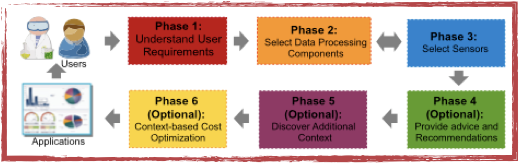 Users
Phase 1:
Understand User
Requirements
Phase 2:
Select Data Processing
Components
Phase 3:
Select Sensors
Phase 4
(Optional):
Provide advice and
Recommendations
Phase 5
(Optional):
Discover Additional
Context
Phase 6
(Optional):
Context-based Cost
Optimization
Applications